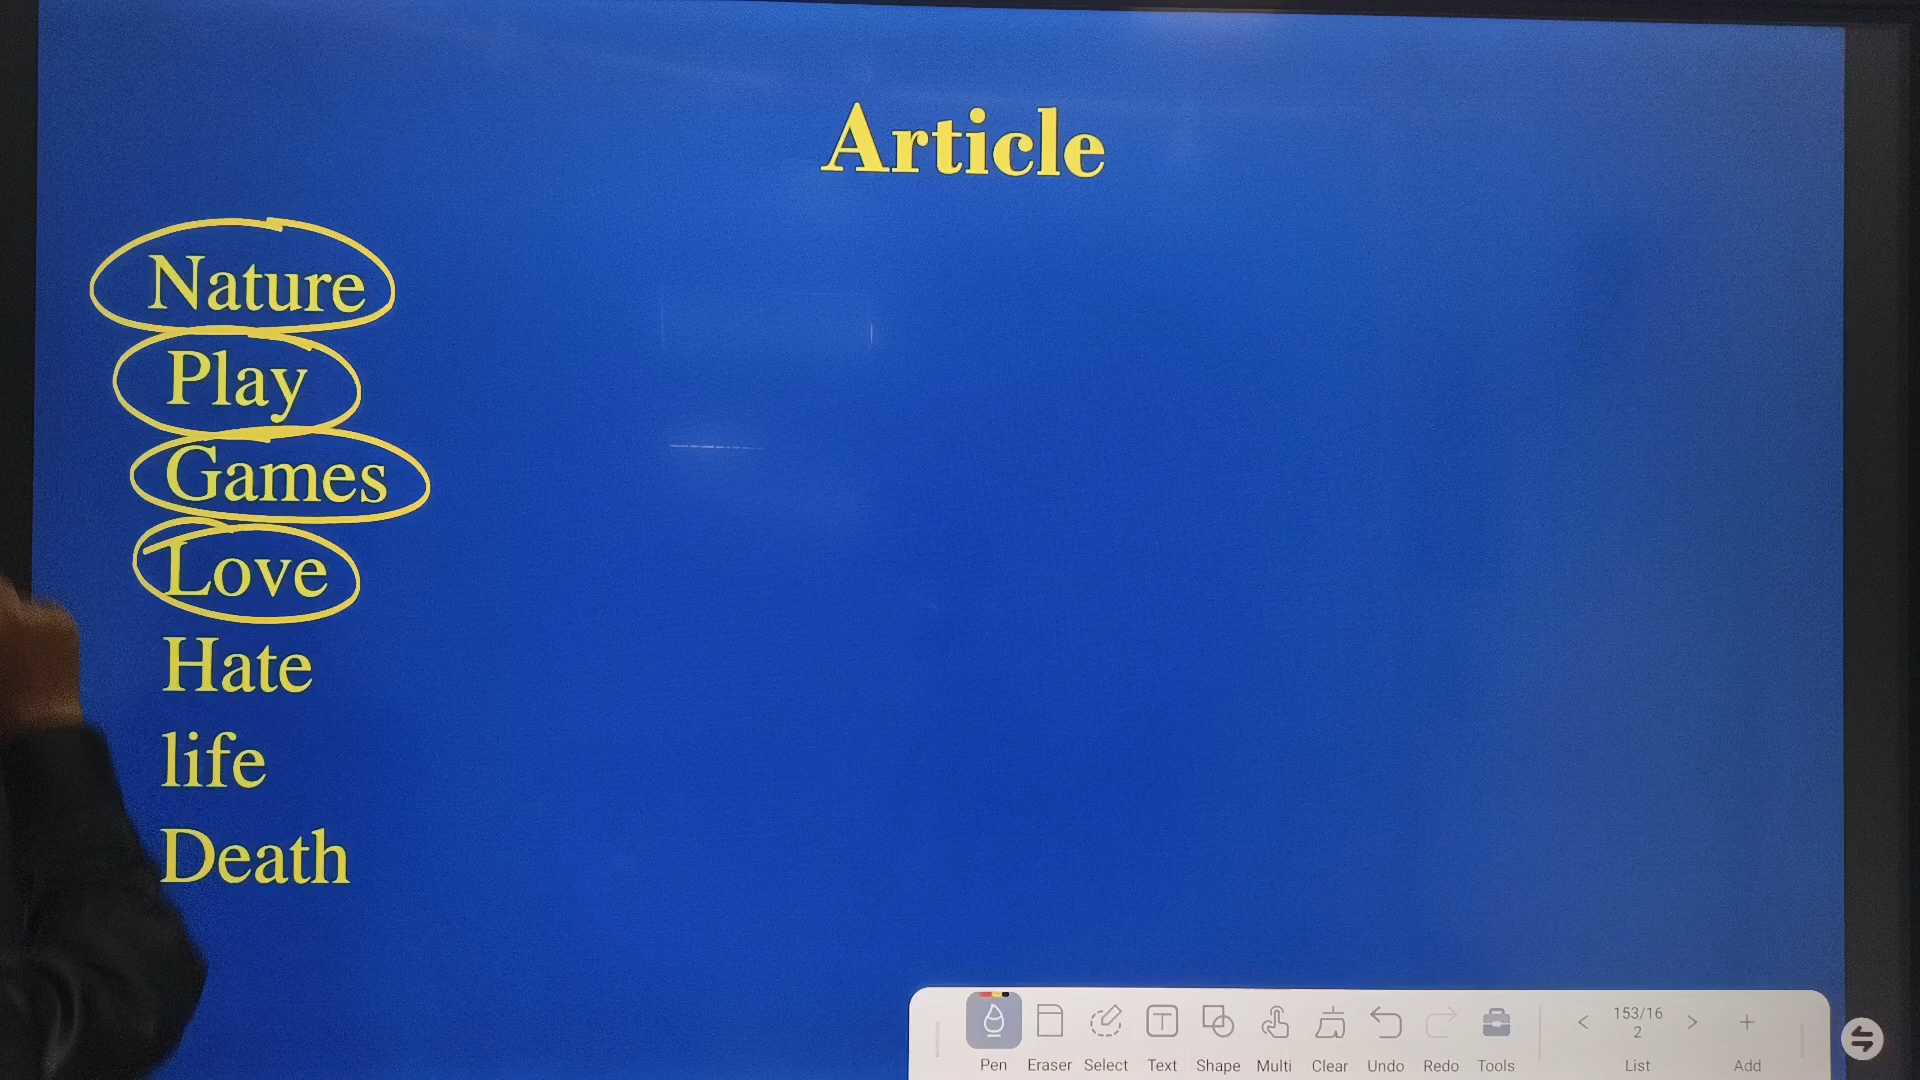 Article
Nature
Play
Games
Love
Hate
life
Death
Pen Eraser Select Text Shape Multi Clear Undo Redo Tools < 153/16 2 > List + Add